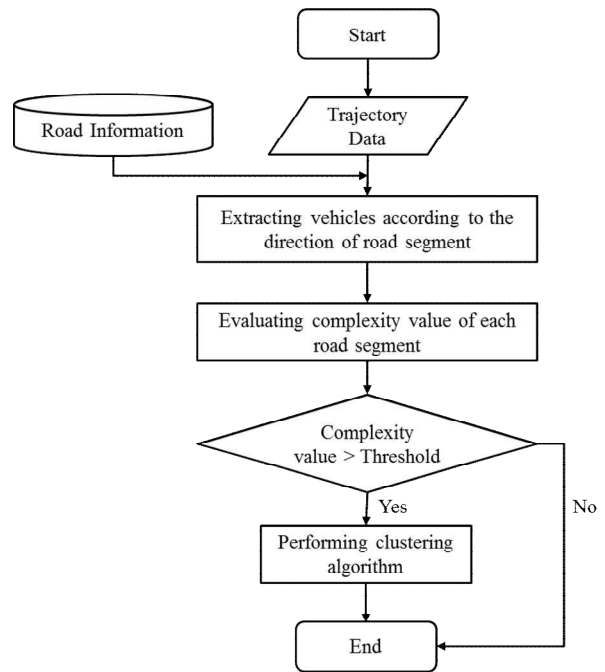 Start
Road Information
Trajectory
Data
Extracting vehicles according to the
direction of road segment
Evaluating complexity value of each
road segment
Complexity
value > Threshold
Yes
No
Performing clustering
algorithm
End